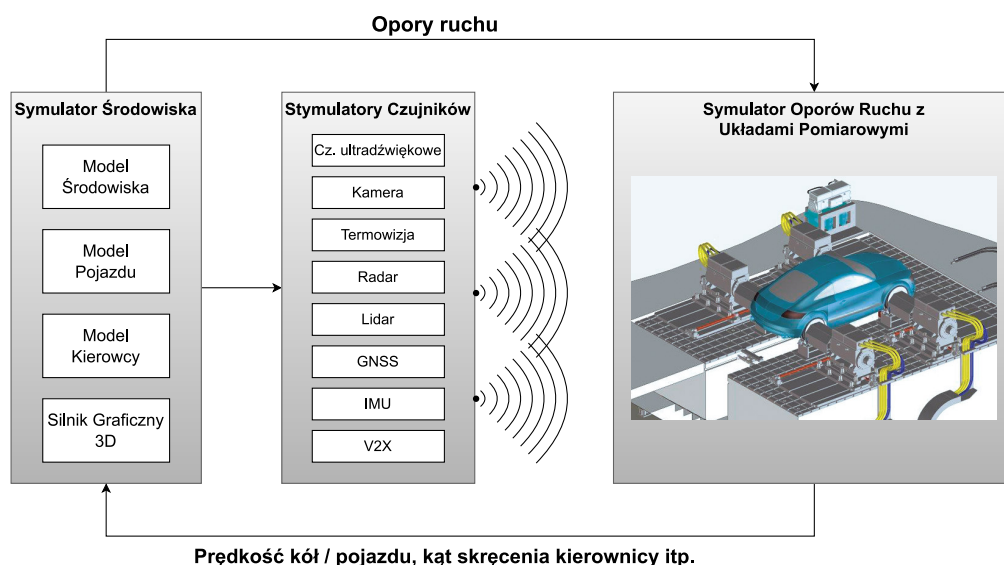 Opory ruchu
Symulator Środowiska
Model
Środowiska
Model
Pojazdu
Model
Kierowcy
Silnik Graficzny
3D
Stymulatory Czujników
Cz. ultradźwiękowe
Kamera
Termowizja
Radar
Lidar
GNSS
IMU
V2X
Symulator Oporów Ruchu z
Układami Pomiarowymi
Prędkość kół / pojazdu, kąt skręcenia kierownicy itp.